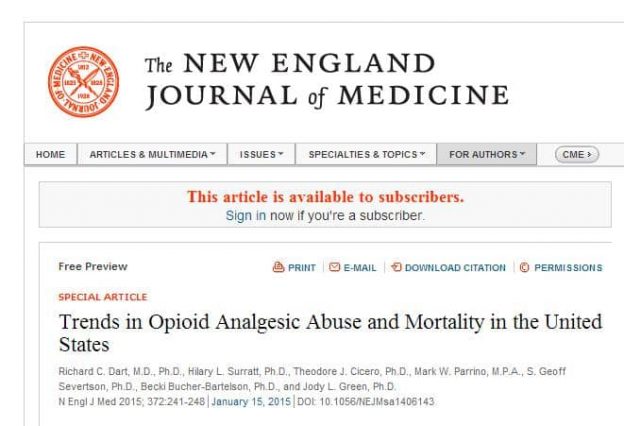 The NEW ENGLAND
JOURNAL of MEDICINE
HOME ARTICLES & MULTIMEDIA ISSUES SPECIALTIES & TOPICS FOR AUTHORS CME
This article is available to subscribers.
Sign in now if you're a subscriber.
Free Preview PRINT E-MAIL DOWNLOAD CITATION PERMISSIONS
SPECIAL ARTICLE
Trends in Opioid Analgesic Abuse and Mortality in the United
States
Richard C. Dart, M.D., Ph.D., Hilary L. Surratt, Ph.D., Theodore J. Cicero, Ph.D., Mark W. Parrino, M.P.A., S. Geoff
Severtson, Ph.D., Becki Bucher-Bartelson, Ph.D., and Jody L. Green, Ph.D.
N Engl J Med 2015; 372:241-248 | January 15, 2015 | DOI: 10.1056/NEJMsa1406143